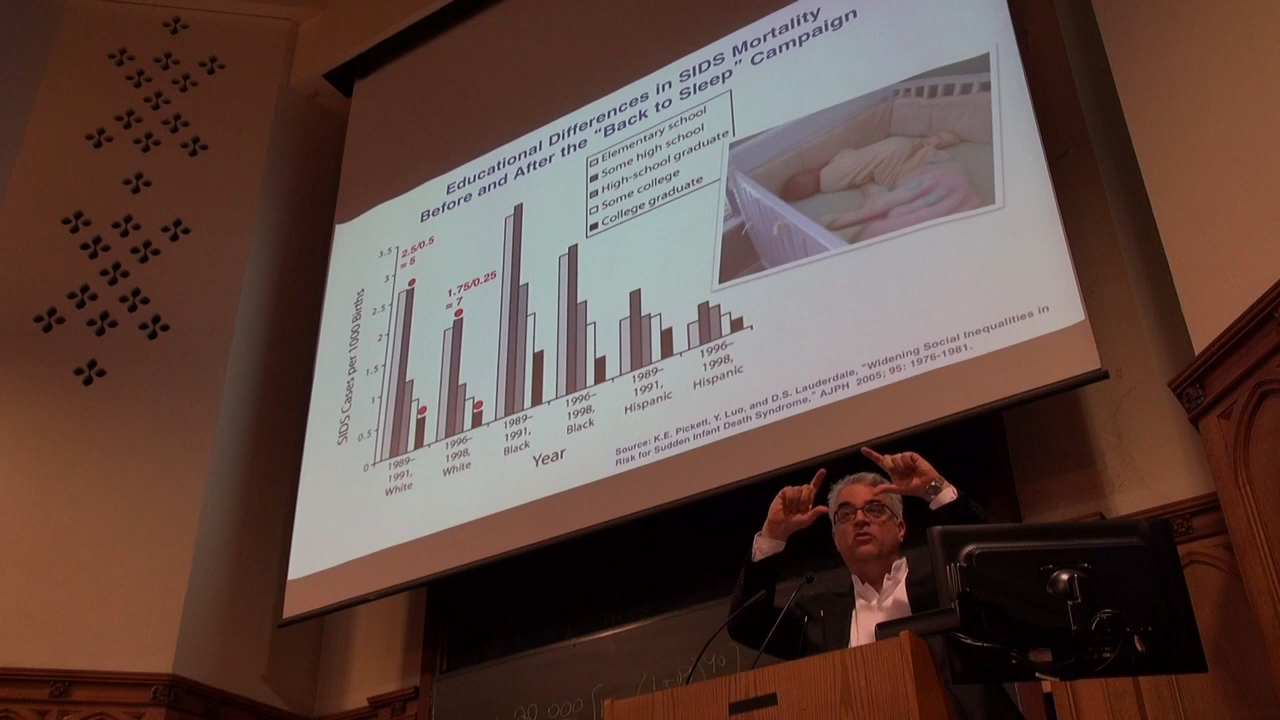 Educational Differences in SIDS Mortality
Before and After the “Back to Sleep” Campaign
Elementary school
Some high school
High-school graduate
Some college
College graduate
SIDS Cases per 1000 Births
3.5
3
2.5
2
1.5
1
0.5
0
2.5/0.5
= 5
1.75/0.25
= 7
1989–
1991,
White
1996–
1998,
White
1989–
1991,
Black
1996–
1998,
Black
1989–
1991,
Hispanic
1996–
1998,
Hispanic
Year
Source: K.E. Pickett, Y. Luo, and D.S. Lauderdale, “Widening Social Inequalities in
Risk for Sudden Infant Death Syndrome,” AJPH 2005; 95: 1976-1981.